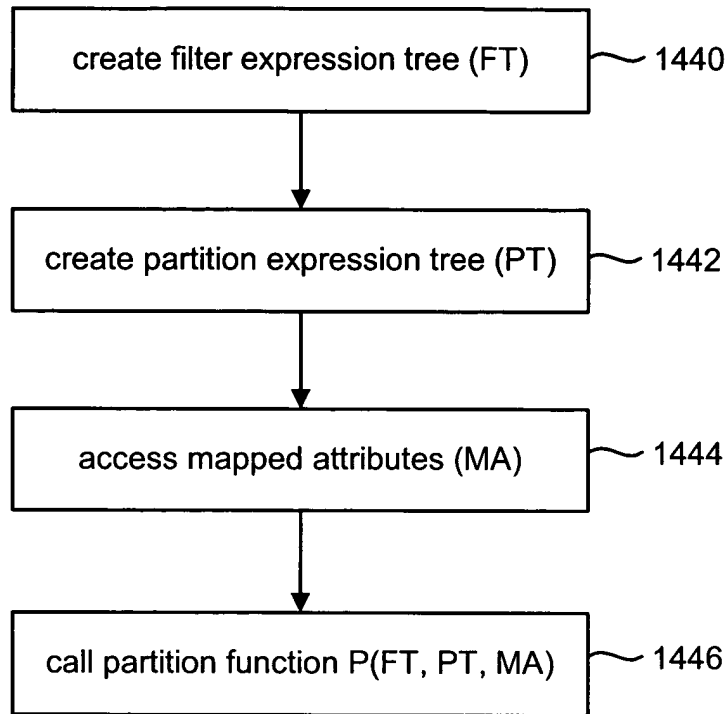 create filter expression tree (FT) 1440
create partition expression tree (PT) 1442
access mapped attributes (MA) 1444
call partition function P(FT, PT, MA) 1446